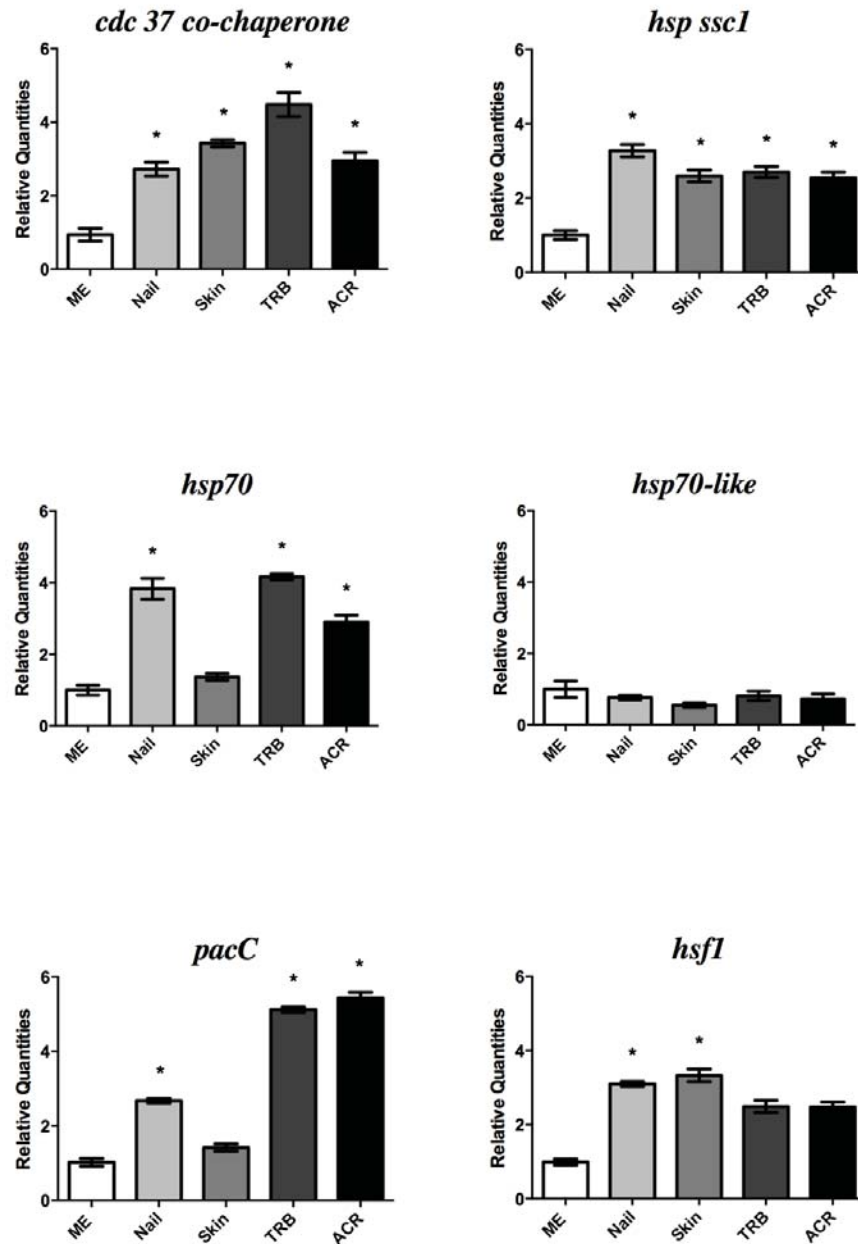 cdc 37 co-chaperone
Relative Quantities
6
4
2
0
*
*
*
*
ME
Nail
Skin
TRB
ACR
hsp ssc1
Relative Quantities
6
4
2
0
*
*
*
*
ME
Nail
Skin
TRB
ACR
hsp70
Relative Quantities
6
4
2
0
*
*
*
ME
Nail
Skin
TRB
ACR
hsp70-like
Relative Quantities
6
4
2
0
ME
Nail
Skin
TRB
ACR
pacC
Relative Quantities
6
4
2
0
*
*
*
ME
Nail
Skin
TRB
ACR
hsf1
Relative Quantities
6
4
2
0
*
*
ME
Nail
Skin
TRB
ACR